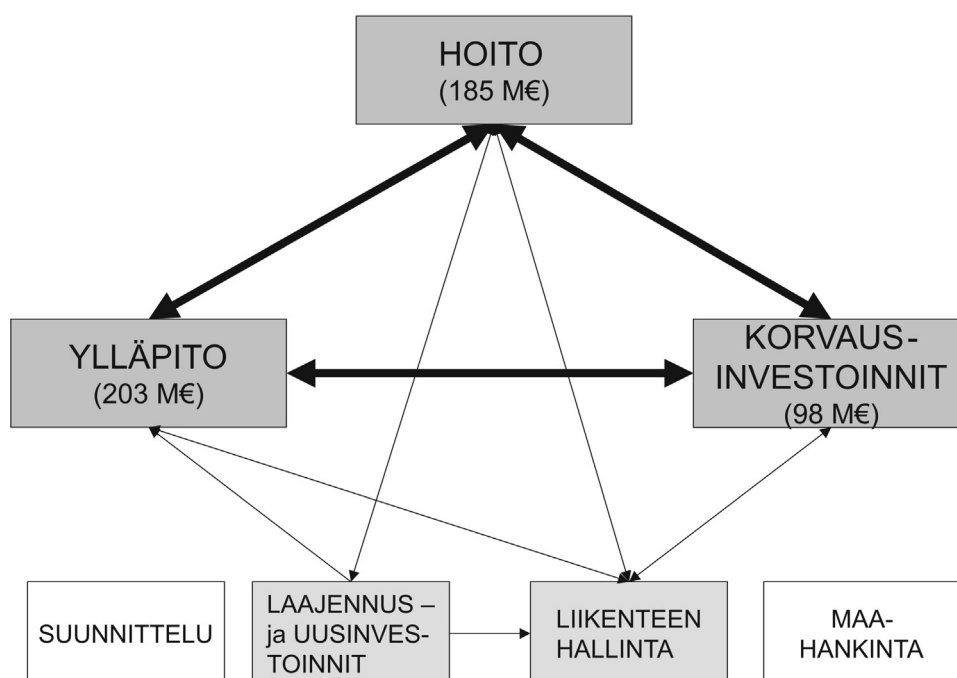 HOITO
(185 M€)
YLLÄPITO
(203 M€)
KORVAUS-
INVESTOINNIT
(98 M€)
SUUNNITTELU
LAAJENNUS –
ja UUSINVES-
TOINNIT
LIIKENTEEN
HALLINTA
MAA-
HANKINTA